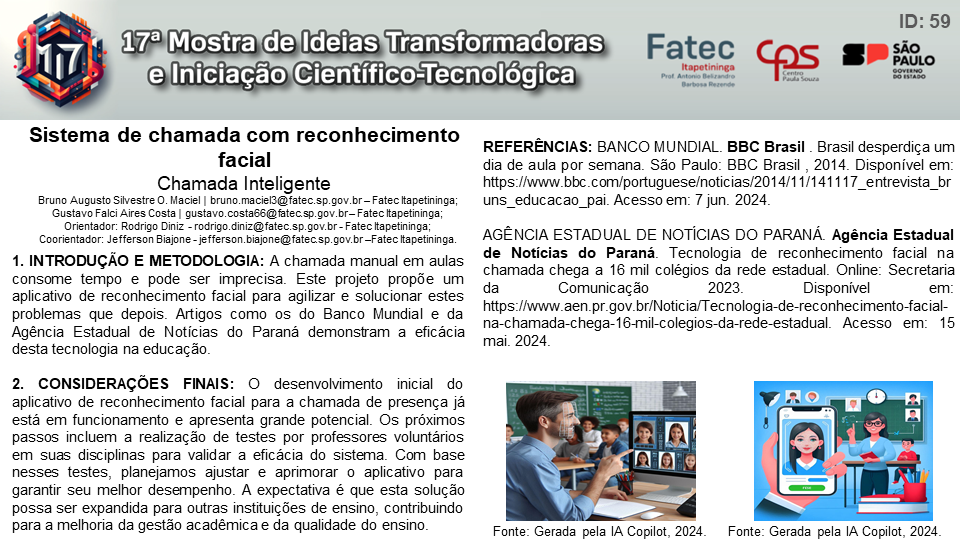 ID: 59
17ª Mostra de Ideias Transformadoras
e Iniciação Científico-Tecnológica
M17
Fatec
Itapetininga
Prof. Antonio Belizandro
Barbosa Rezende
CPS
Centro
Paula Souza
SP
SÃO
PAULO
GOVERNO
DO ESTADO
Sistema de chamada com reconhecimento
facial
Chamada Inteligente
Bruno Augusto Silvestre O. Maciel | bruno.maciel3@fatec.sp.gov.br – Fatec Itapetininga;
Gustavo Falci Aires Costa | gustavo.costa66@fatec.sp.gov.br – Fatec Itapetininga;
Orientador: Rodrigo Diniz - rodrigo.diniz@fatec.sp.gov.br - Fatec Itapetininga;
Coorientador: Jefferson Biajone - jefferson.biajone@fatec.sp.gov.br –Fatec Itapetininga.
1. INTRODUÇÃO E METODOLOGIA: A chamada manual em aulas
consome tempo e pode ser imprecisa. Este projeto propõe um
aplicativo de reconhecimento facial para agilizar e solucionar estes
problemas que depois. Artigos como os do Banco Mundial e da
Agência Estadual de Notícias do Paraná demonstram a eficácia
desta tecnologia na educação.
2. CONSIDERAÇÕES FINAIS: O desenvolvimento inicial do
aplicativo de reconhecimento facial para a chamada de presença já
está em funcionamento e apresenta grande potencial. Os próximos
passos incluem a realização de testes por professores voluntários
em suas disciplinas para validar a eficácia do sistema. Com base
nesses testes, planejamos ajustar e aprimorar o aplicativo para
garantir seu melhor desempenho. A expectativa é que esta solução
possa ser expandida para outras instituições de ensino, contribuindo
para a melhoria da gestão acadêmica e da qualidade do ensino.
REFERÊNCIAS: BANCO MUNDIAL. BBC Brasil . Brasil desperdiça um
dia de aula por semana. São Paulo: BBC Brasil , 2014. Disponível em:
https://www.bbc.com/portuguese/noticias/2014/11/141117_entrevista_br
uns_educacao_pai. Acesso em: 7 jun. 2024.
AGÊNCIA ESTADUAL DE NOTÍCIAS DO PARANÁ. Agência Estadual
de Notícias do Paraná. Tecnologia de reconhecimento facial na
chamada chega a 16 mil colégios da rede estadual. Online: Secretaria
da Comunicação 2023. Disponível em:
https://www.aen.pr.gov.br/Noticia/Tecnologia-de-reconhecimento-facial-
na-chamada-chega-16-mil-colegios-da-rede-estadual. Acesso em: 15
mai. 2024.
Fonte: Gerada pela IA Copilot, 2024.
Fonte: Gerada pela IA Copilot, 2024.